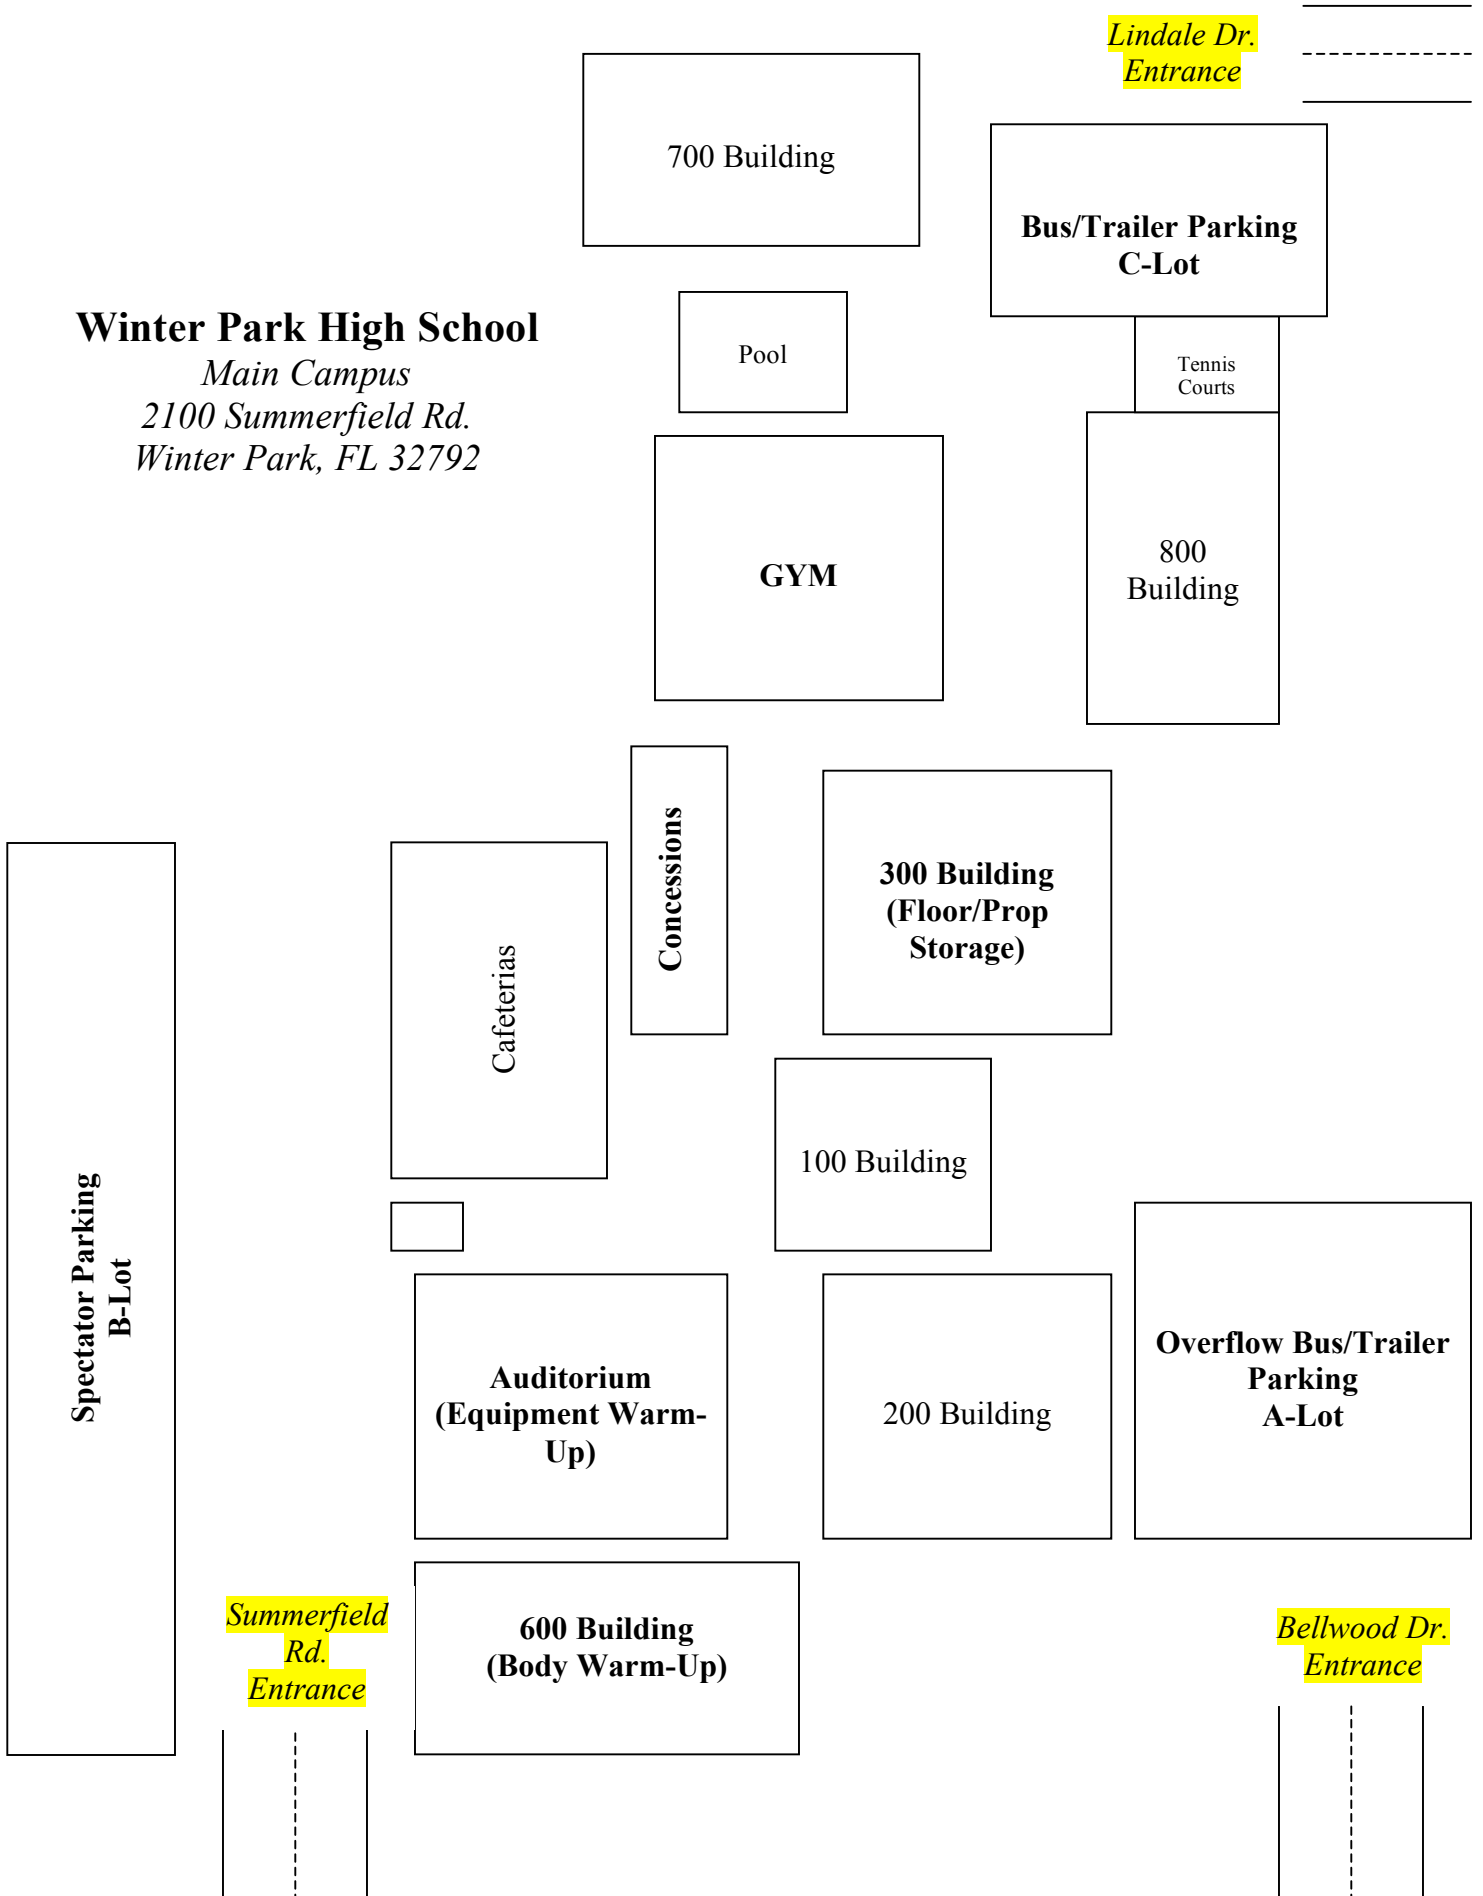 Lindale Dr.
Entrance
700 Building
Bus/Trailer Parking
C-Lot
Winter Park High School
Main Campus
2100 Summerfield Rd.
Winter Park, FL 32792
Pool
Tennis
Courts
GYM
800
Building
Concessions
300 Building
(Floor/Prop
Storage)
Cafeterias
100 Building
Spectator Parking
B-Lot
Auditorium
(Equipment Warm-
Up)
200 Building
Overflow Bus/Trailer
Parking
A-Lot
Summerfield
Rd.
Entrance
600 Building
(Body Warm-Up)
Bellwood Dr.
Entrance